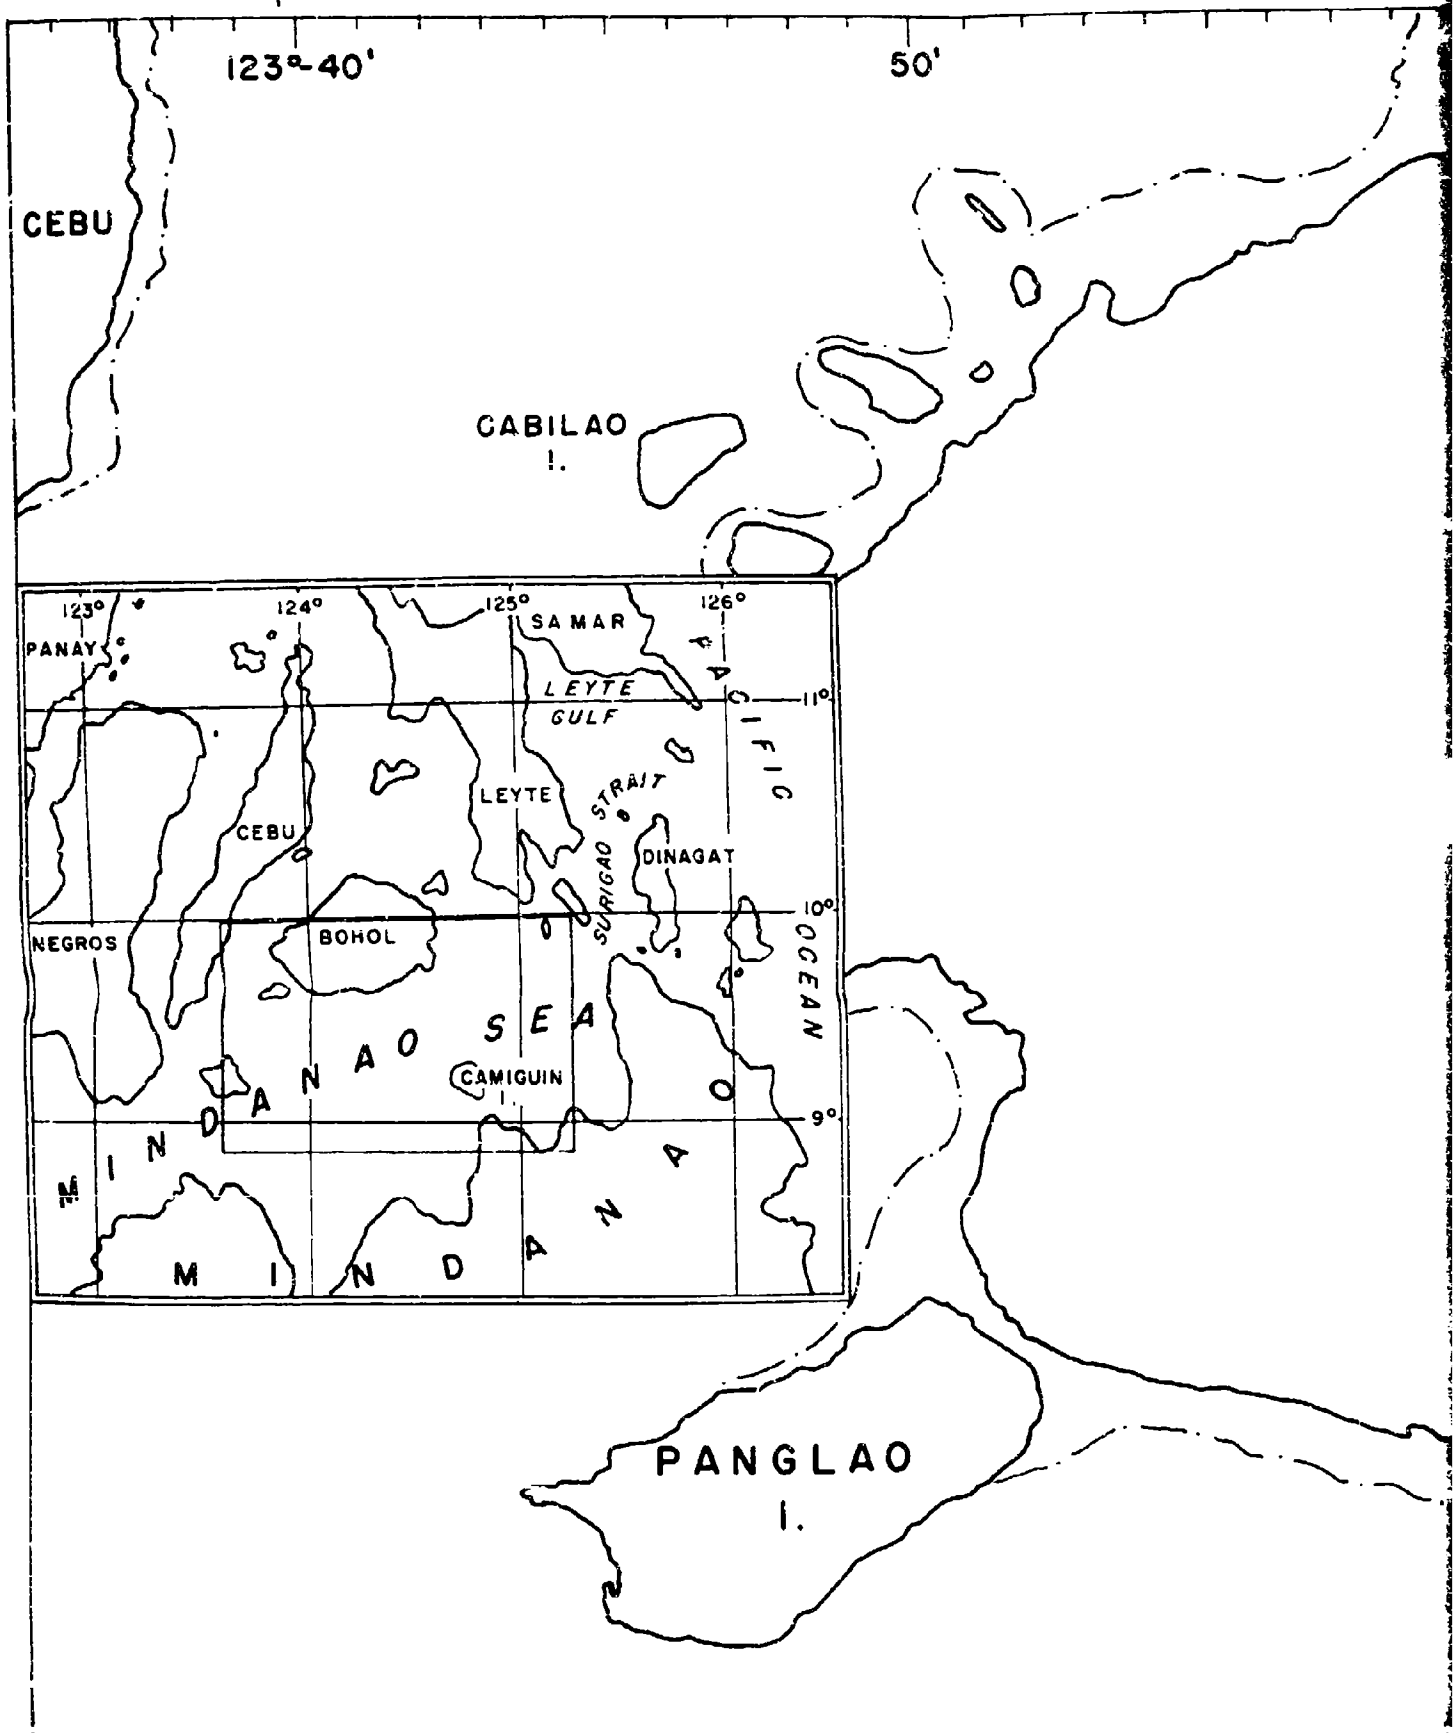 123°-40' 50'
CEBU
CABILAO
I.
123° 124° 125° 126°
SAMAR
PANAY
PACIFIC
LEYTE
GULF
11°
STRAIT
LEYTE
CEBU
SURIGAO
DINAGAT
10°
NEGROS
BOHOL
OCEAN
MINDANAO SEA
CAMIGUIN
I.
9°
MINDANAO
PANGLAO
I.